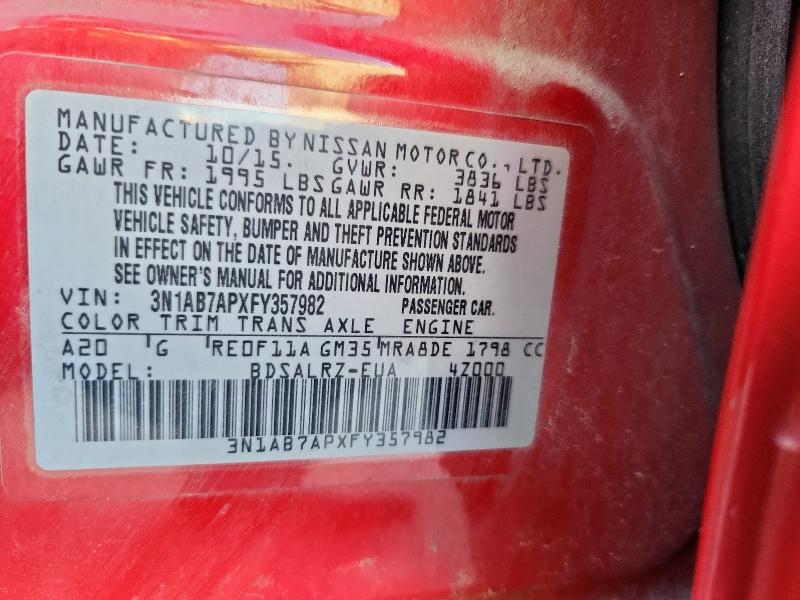 MANUFACTURED BY NISSAN MOTOR CO., LTD.
DATE: 10/15. GVWR: 3836 LBS
GAWR FR: 1995 LBS GAWR RR: 1841 LBS
THIS VEHICLE CONFORMS TO ALL APPLICABLE FEDERAL MOTOR
VEHICLE SAFETY, BUMPER AND THEFT PREVENTION STANDARDS
IN EFFECT ON THE DATE OF MANUFACTURE SHOWN ABOVE.
SEE OWNER'S MANUAL FOR ADDITIONAL INFORMATION.
VIN: 3N1AB7APXFY357982 PASSENGER CAR.
COLOR TRIM TRANS AXLE ENGINE
A20 G RE0F11A GM35 MRA8DE 1798 CC
MODEL: BDSALRZ-EUA 4Z000
3N1AB7APXFY357982